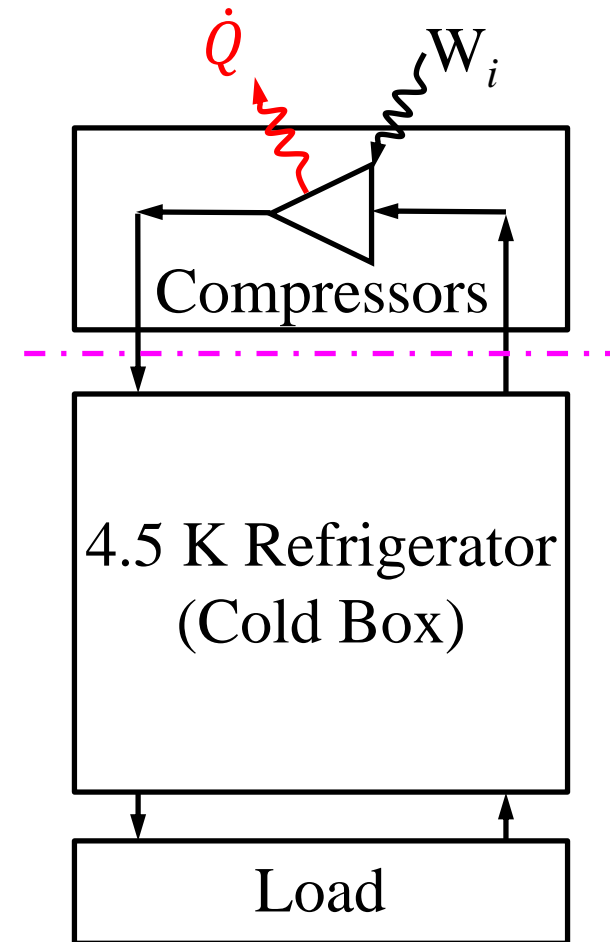 Q̇
W_i
Compressors
4.5 K Refrigerator
(Cold Box)
Load